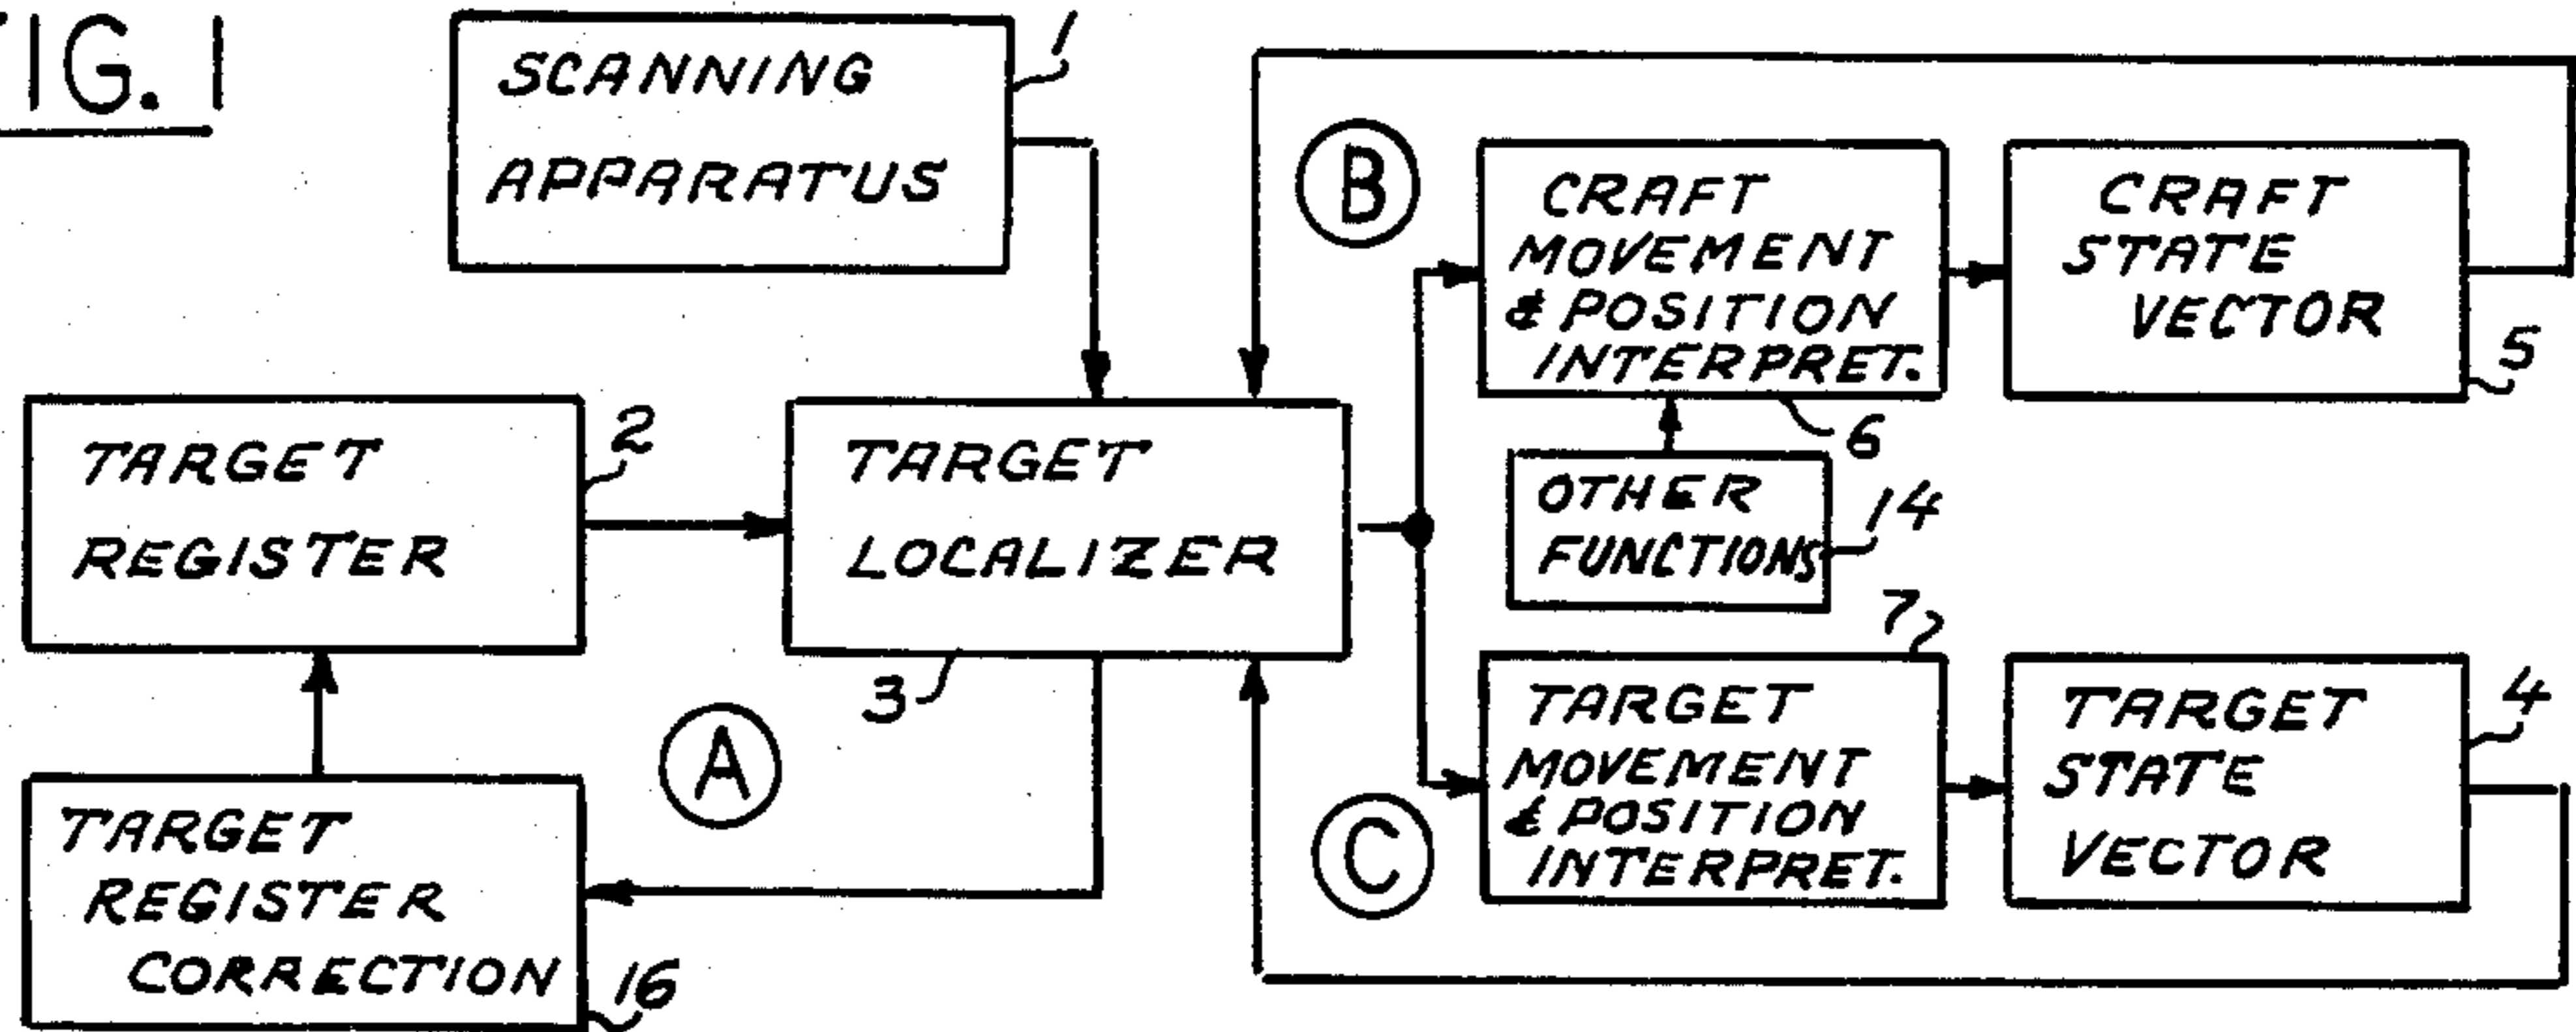 FIG. 1
SCANNING
APPARATUS
1
B
CRAFT
MOVEMENT
& POSITION
INTERPRET.
6
CRAFT
STATE
VECTOR
5
TARGET
REGISTER
2
TARGET
LOCALIZER
3
OTHER
FUNCTIONS
14
A
C
TARGET
MOVEMENT
& POSITION
INTERPRET.
7
TARGET
STATE
VECTOR
4
TARGET
REGISTER
CORRECTION
16